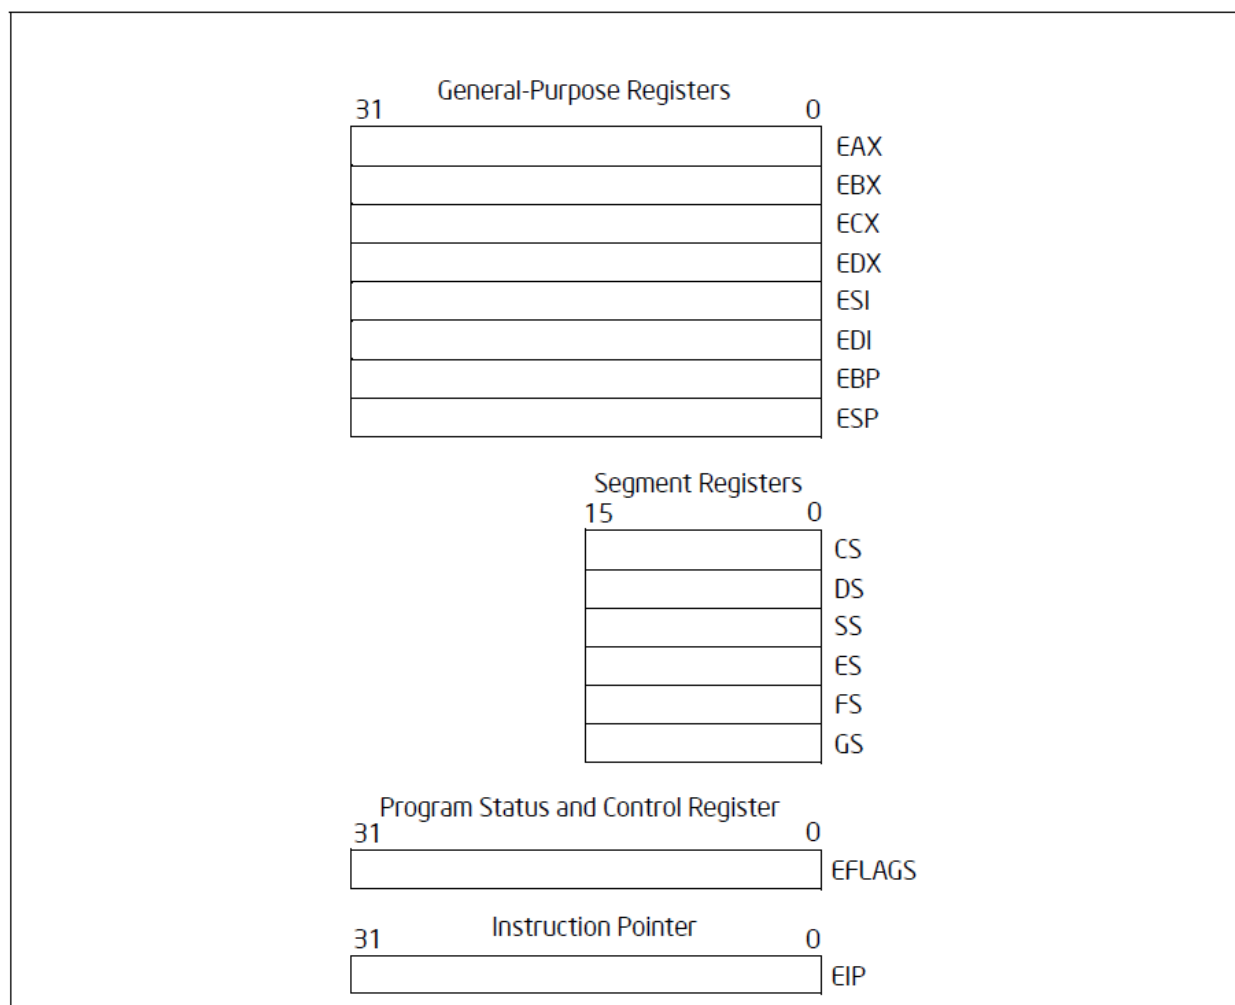 General-Purpose Registers
31 0
EAX
EBX
ECX
EDX
ESI
EDI
EBP
ESP
Segment Registers
15 0
CS
DS
SS
ES
FS
GS
Program Status and Control Register
31 0
EFLAGS
Instruction Pointer
31 0
EIP